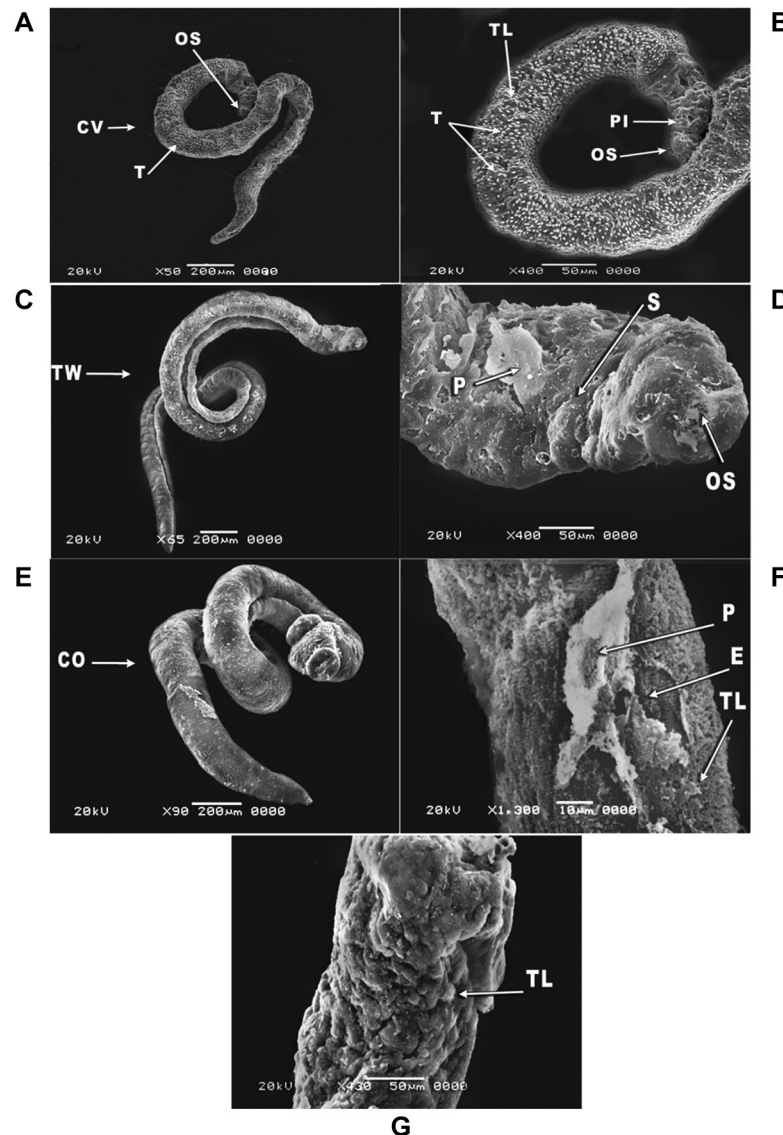 A
OS
CV
T
20kV X50 200µm 0000
TL
B
T
PI
OS
20kV X400 50µm 0000
C
TW
20kV X65 200µm 0000
S
D
P
OS
20kV X400 50µm 0000
E
CO
20kV X90 200µm 0000
F
P
E
TL
20kV X1,300 10µm 0000
TL
20kV X430 50µm 0000
G